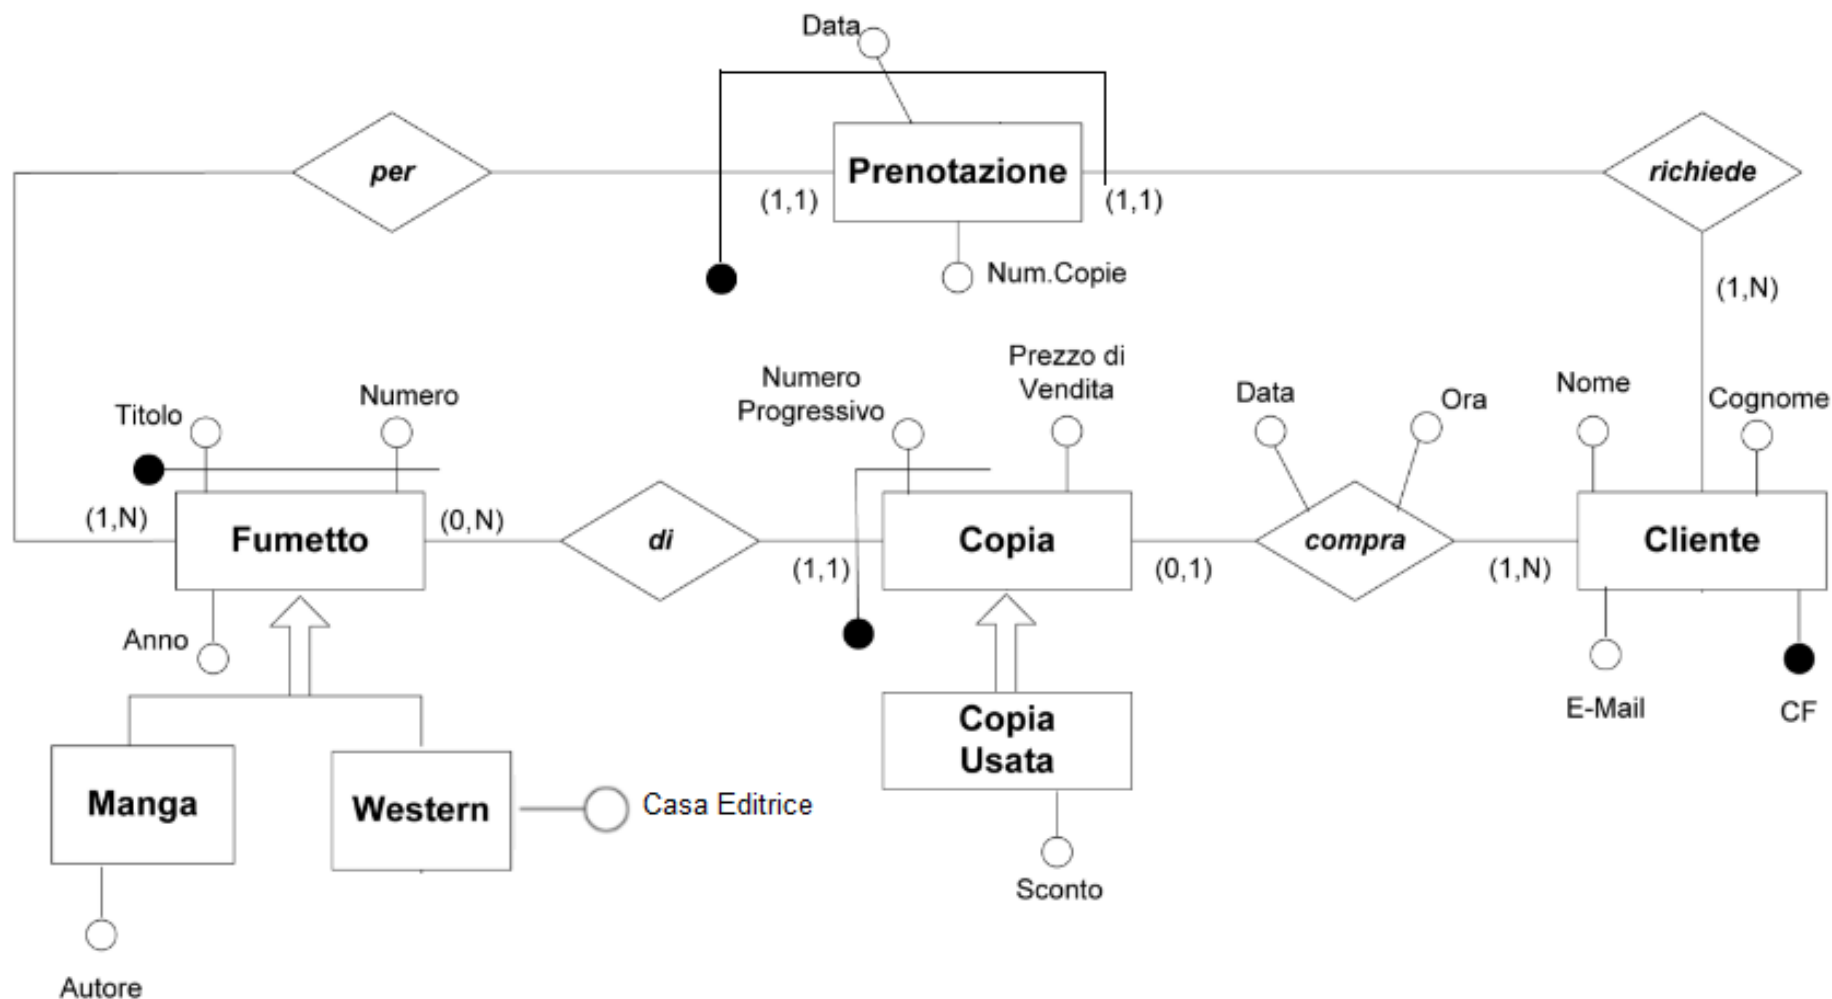 Data
per
Prenotazione
richiede
(1,1)
(1,1)
Num.Copie
(1,N)
Titolo
Numero
Numero
Progressivo
Prezzo di
Vendita
Data
Ora
Nome
Cognome
(1,N)
Fumetto
(0,N)
di
(1,1)
Copia
(0,1)
compra
(1,N)
Cliente
Anno
E-Mail
CF
Manga
Western
Casa Editrice
Copia
Usata
Sconto
Autore